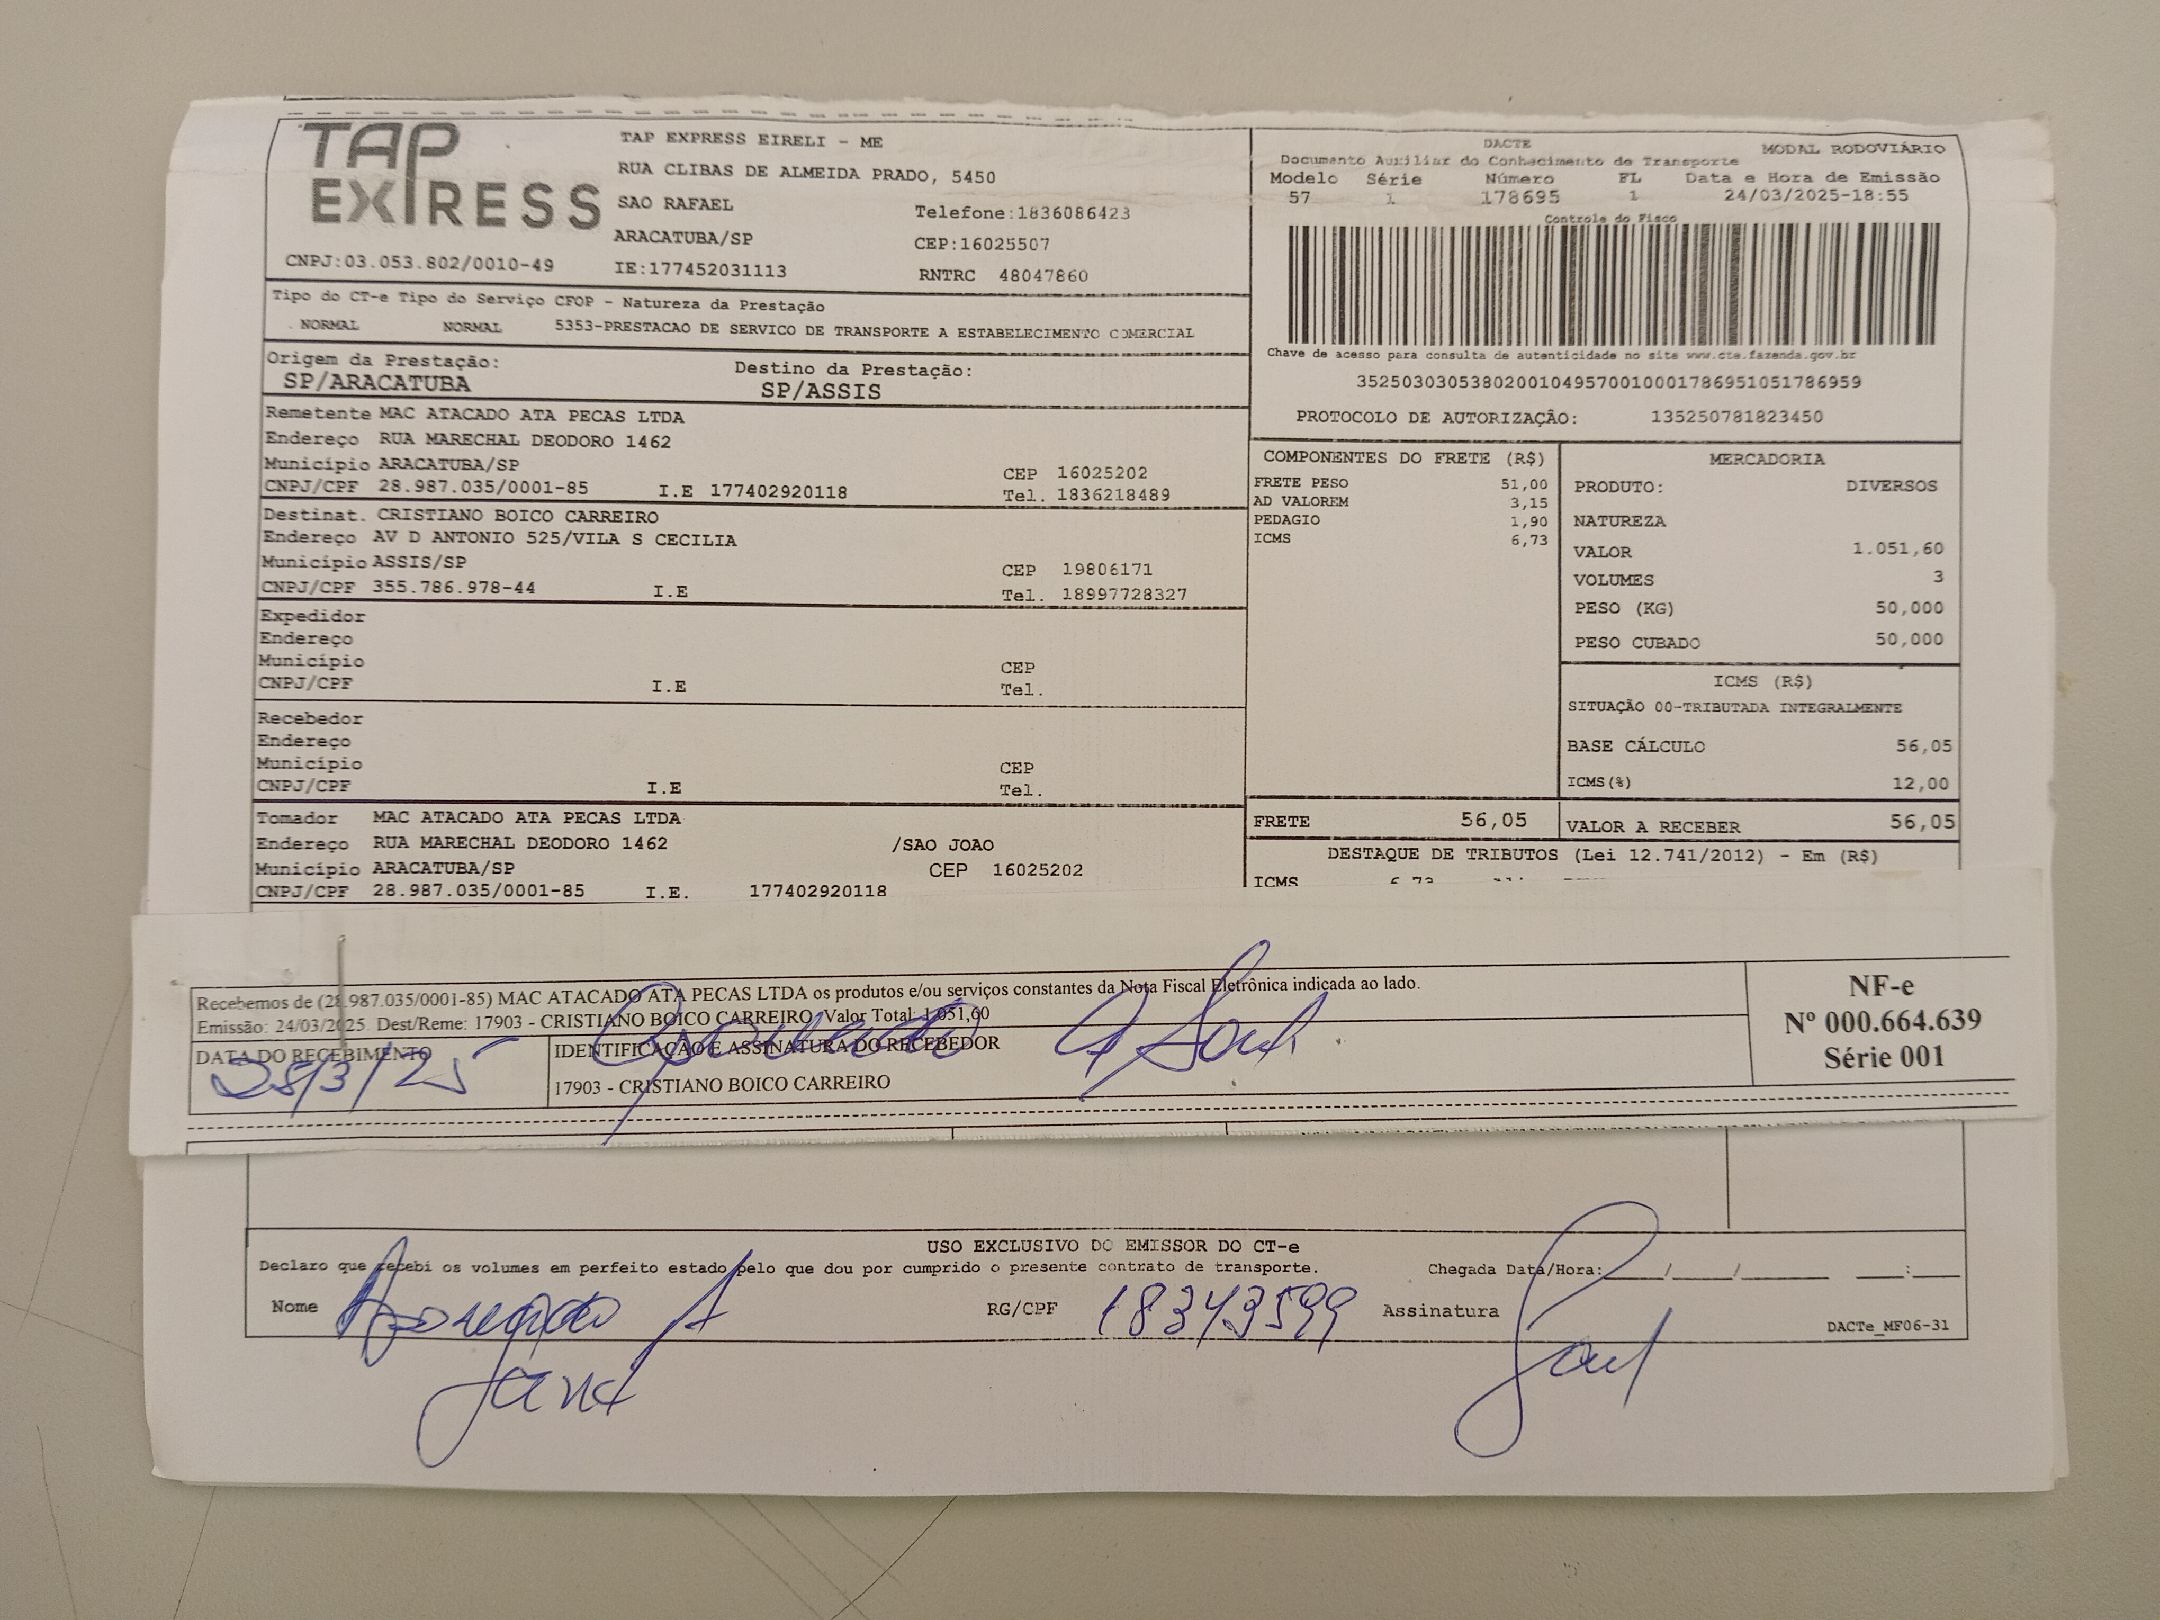 TAP EXPRESS
TAP EXPRESS EIRELI - ME
RUA CLIBAS DE ALMEIDA PRADO, 5450
SAO RAFAEL Telefone:1836086423
ARACATUBA/SP CEP:16025507
CNPJ:03.053.802/0010-49 IE:177452031113 RNTRC 48047860
Tipo do CT-e Tipo do Serviço CFOP - Natureza da Prestação
NORMAL NORMAL 5353-PRESTACAO DE SERVICO DE TRANSPORTE A ESTABELECIMENTO COMERCIAL
Origem da Prestação: Destino da Prestação:
SP/ARACATUBA SP/ASSIS
Remetente MAC ATACADO ATA PECAS LTDA
Endereço RUA MARECHAL DEODORO 1462
Município ARACATUBA/SP CEP 16025202
CNPJ/CPF 28.987.035/0001-85 I.E 177402920118 Tel. 1836218489
Destinat. CRISTIANO BOICO CARREIRO
Endereço AV D ANTONIO 525/VILA S CECILIA
Município ASSIS/SP CEP 19806171
CNPJ/CPF 355.786.978-44 I.E Tel. 18997728327
Expedidor
Endereço
Município CEP
CNPJ/CPF I.E Tel.
Recebedor
Endereço
Município CEP
CNPJ/CPF I.E Tel.
Tomador MAC ATACADO ATA PECAS LTDA
Endereço RUA MARECHAL DEODORO 1462 /SAO JOAO
Município ARACATUBA/SP CEP 16025202
CNPJ/CPF 28.987.035/0001-85 I.E. 177402920118
DACTE MODAL RODOVIÁRIO
Documento Auxiliar do Conhecimento de Transporte
Modelo Série Número FL Data e Hora de Emissão
57 1 178695 1 24/03/2025-18:55
Controle do Fisco
Chave de acesso para consulta de autenticidade no site www.cte.fazenda.gov.br
35250303053802001049570010001786951051786959
PROTOCOLO DE AUTORIZAÇÂO: 135250781823450
COMPONENTES DO FRETE (R$)
FRETE PESO 51,00
AD VALOREM 3,15
PEDAGIO 1,90
ICMS 6,73
MERCADORIA
PRODUTO: DIVERSOS
NATUREZA
VALOR 1.051,60
VOLUMES 3
PESO (KG) 50,000
PESO CUBADO 50,000
ICMS (R$)
SITUAÇÃO 00-TRIBUTADA INTEGRALMENTE
BASE CÁLCULO 56,05
ICMS(%) 12,00
FRETE 56,05 VALOR A RECEBER 56,05
DESTAQUE DE TRIBUTOS (Lei 12.741/2012) - Em (R$)
ICMS 6,73
Recebemos de (28.987.035/0001-85) MAC ATACADO ATA PECAS LTDA os produtos e/ou serviços constantes da Nota Fiscal Eletrônica indicada ao lado.
Emissão: 24/03/2025 Dest/Reme: 17903 - CRISTIANO BOICO CARREIRO Valor Total: 1.051,60
DATA DO RECEBIMENTO IDENTIFICAÇÃO E ASSINATURA DO RECEBEDOR
17903 - CRISTIANO BOICO CARREIRO
NF-e
Nº 000.664.639
Série 001
USO EXCLUSIVO DO EMISSOR DO CT-e
Declaro que recebi os volumes em perfeito estado pelo que dou por cumprido o presente contrato de transporte. Chegada Data/Hora:____/____/________ ____:____
Nome RG/CPF 18343599 Assinatura
DACTe_MF06-31